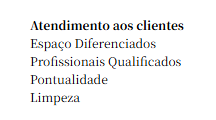 Atendimento aos clientes
Espaço Diferenciados
Profissionais Qualificados
Pontualidade
Limpeza